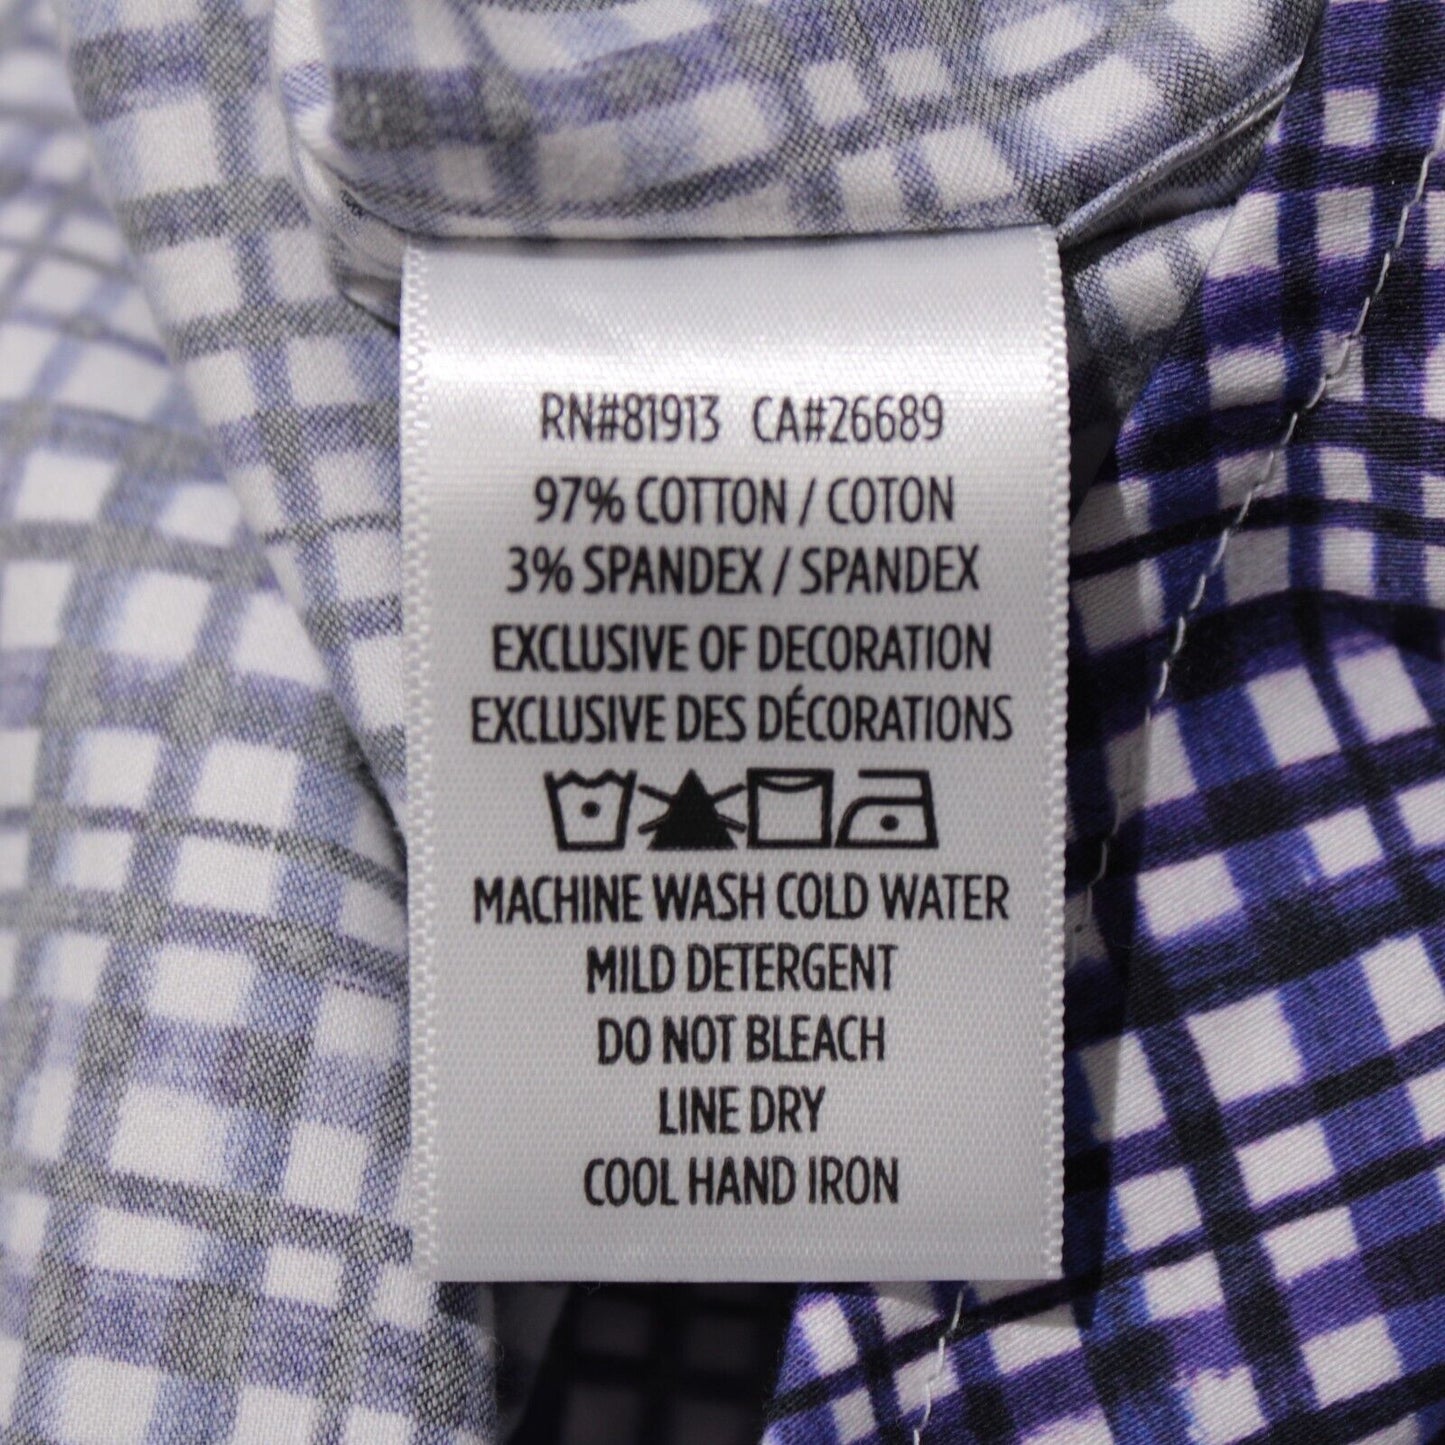 RN#81913 CA#26689
97% COTTON / COTON
3% SPANDEX / SPANDEX
EXCLUSIVE OF DECORATION
EXCLUSIVE DES DÉCORATIONS
MACHINE WASH COLD WATER
MILD DETERGENT
DO NOT BLEACH
LINE DRY
COOL HAND IRON